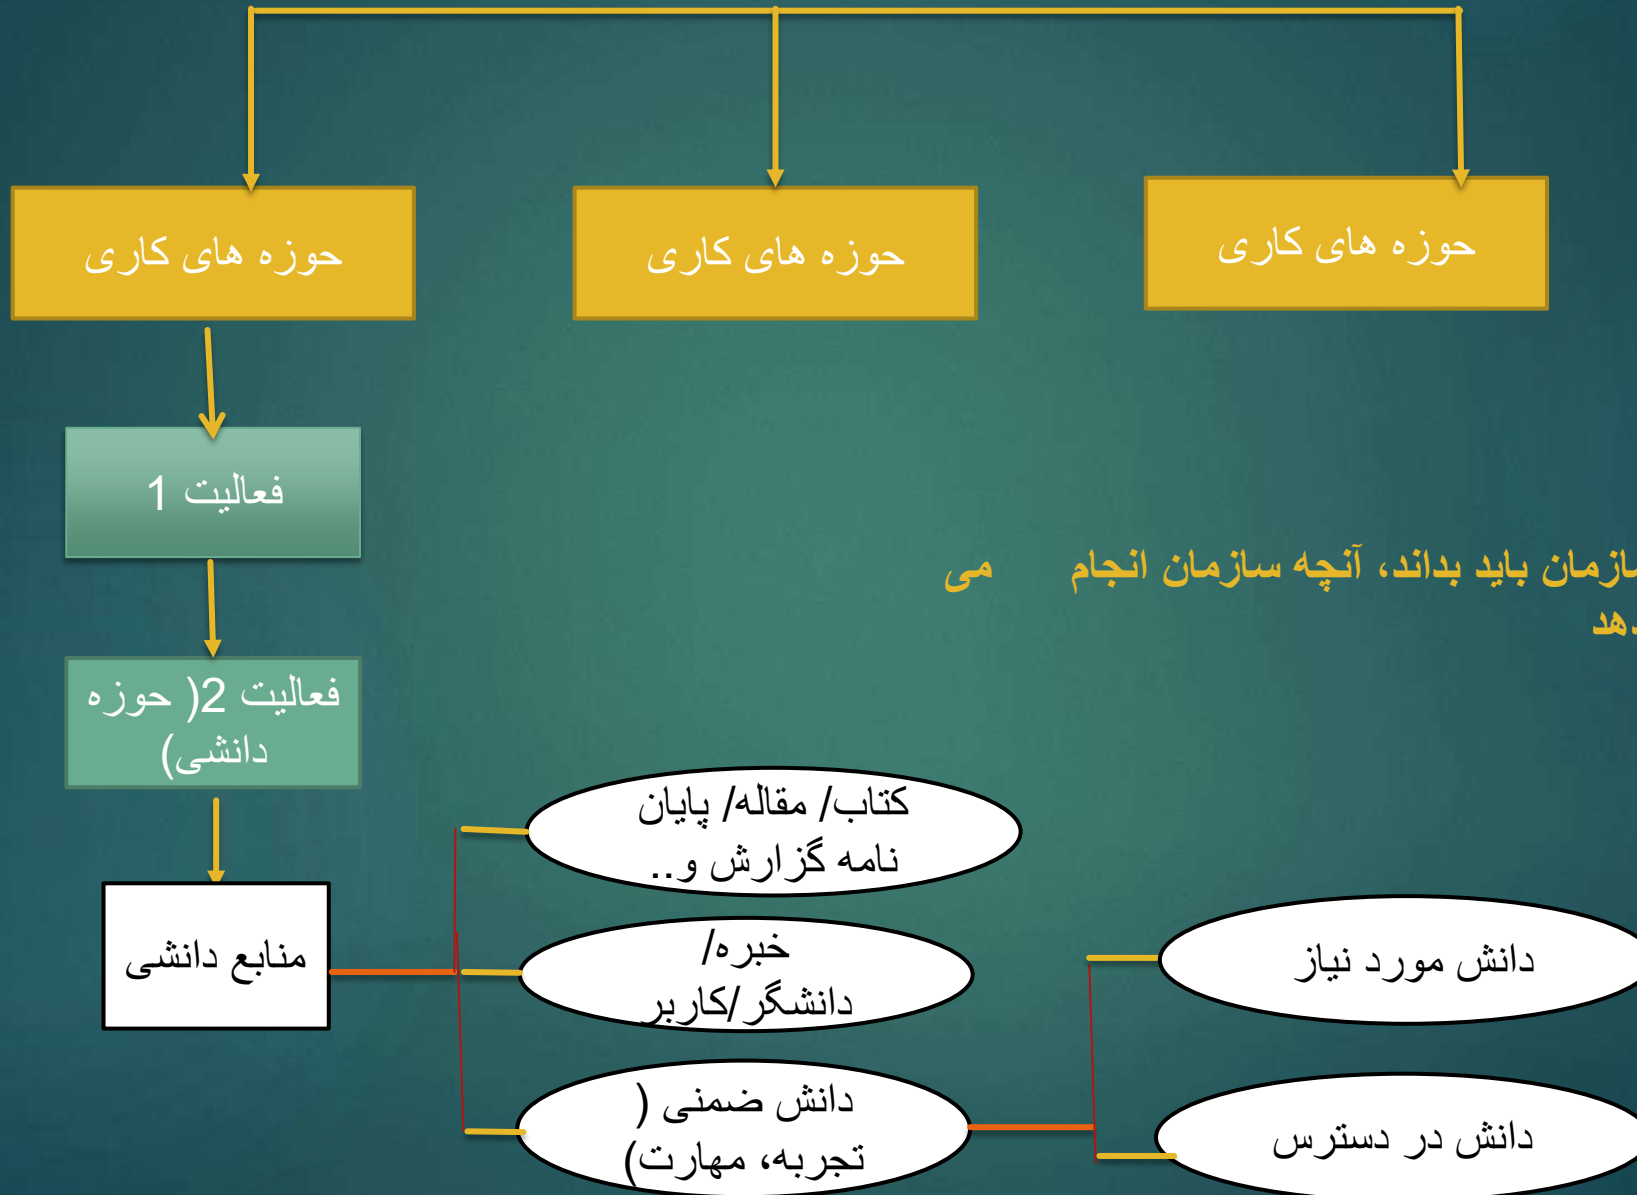 حوزه های کاری
حوزه های کاری
حوزه های کاری
فعالیت 1
باید بداند، آنچه سازمان انجام می
فعالیت 2( حوزه
دانشی)
کتاب/ مقاله/ پایان
نامه گزارش و..
منابع دانشی
خبره/
دانشگر/کاربر
دانش مورد نیاز
دانش ضمنی (
تجربه، مهارت)
دانش در دسترس